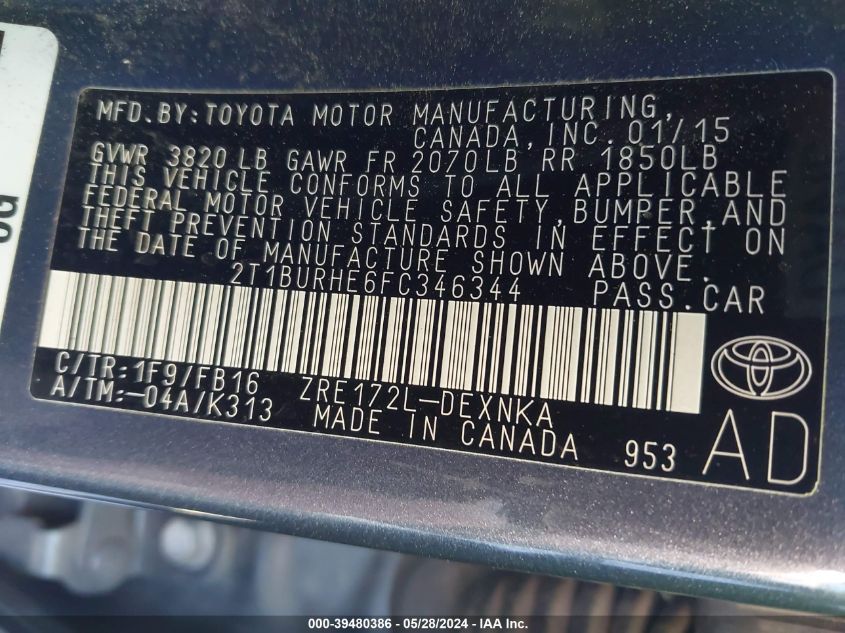 MFD.BY:TOYOTA MOTOR MANUFACTURING,
CANADA,INC.01/15
GVWR 3820LB GAWR FR 2070LB RR 1850LB
THIS VEHICLE CONFORMS TO ALL APPLICABLE
FEDERAL MOTOR VEHICLE SAFETY,BUMPER,AND
THEFT PREVENTION STANDARDS IN EFFECT ON
THE DATE OF MANUFACTURE SHOWN ABOVE.
2T1BURHE6FC346344 PASS.CAR
C/TR:1F9/FB16 ZRE172L-DEXNKA
A/TM:-04A/K313 MADE IN CANADA 953 AD
000-39480386 / 05/28/2024 - IAA Inc.